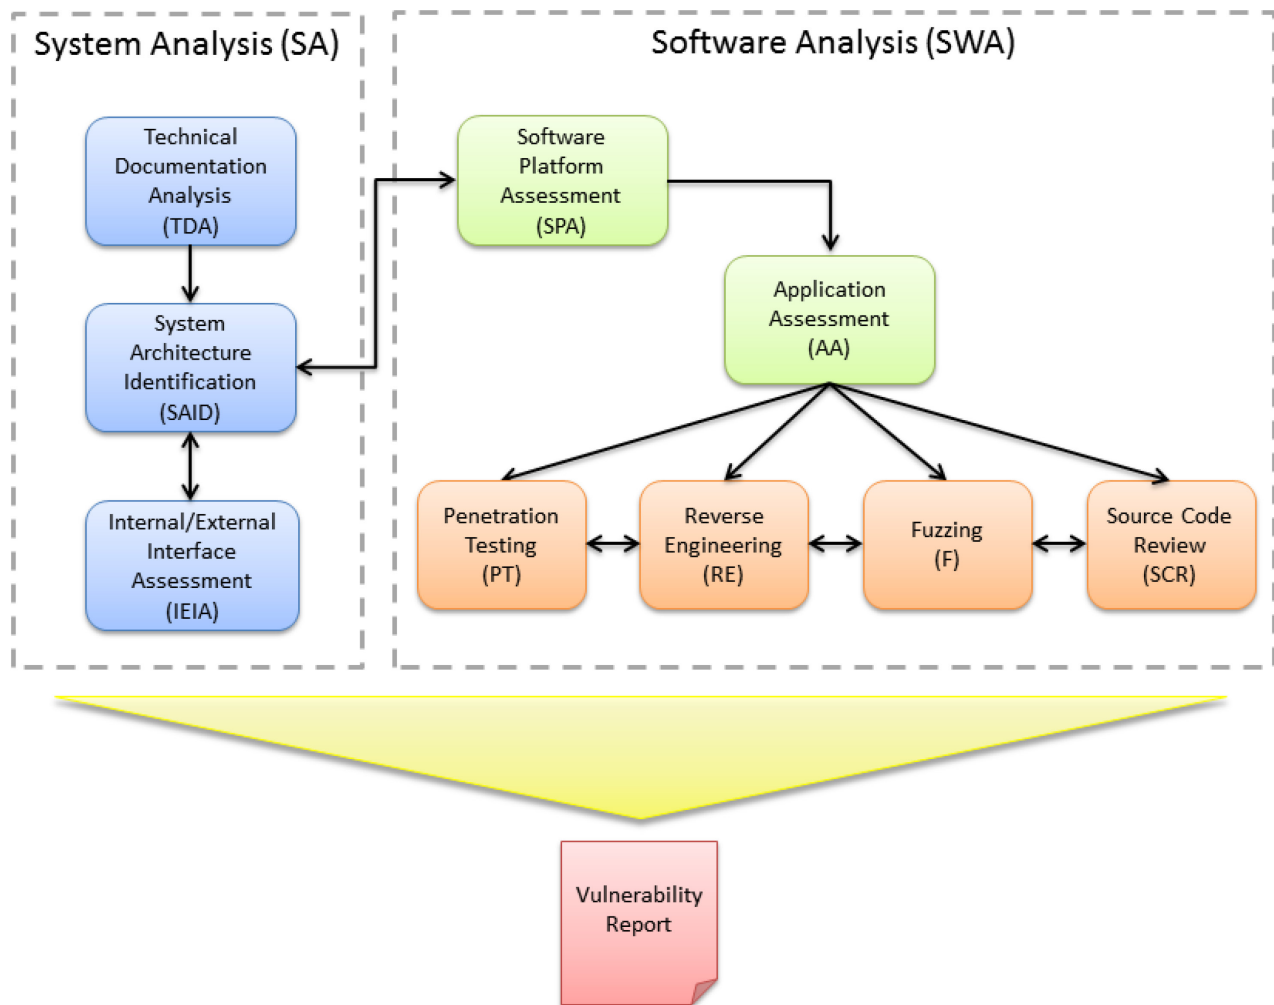 System Analysis (SA)
Software Analysis (SWA)
Technical
Documentation
Analysis
(TDA)
Software
Platform
Assessment
(SPA)
System
Architecture
Identification
(SAID)
Application
Assessment
(AA)
Internal/External
Interface
Assessment
(IEIA)
Penetration
Testing
(PT)
Reverse
Engineering
(RE)
Fuzzing
(F)
Source Code
Review
(SCR)
Vulnerability
Report